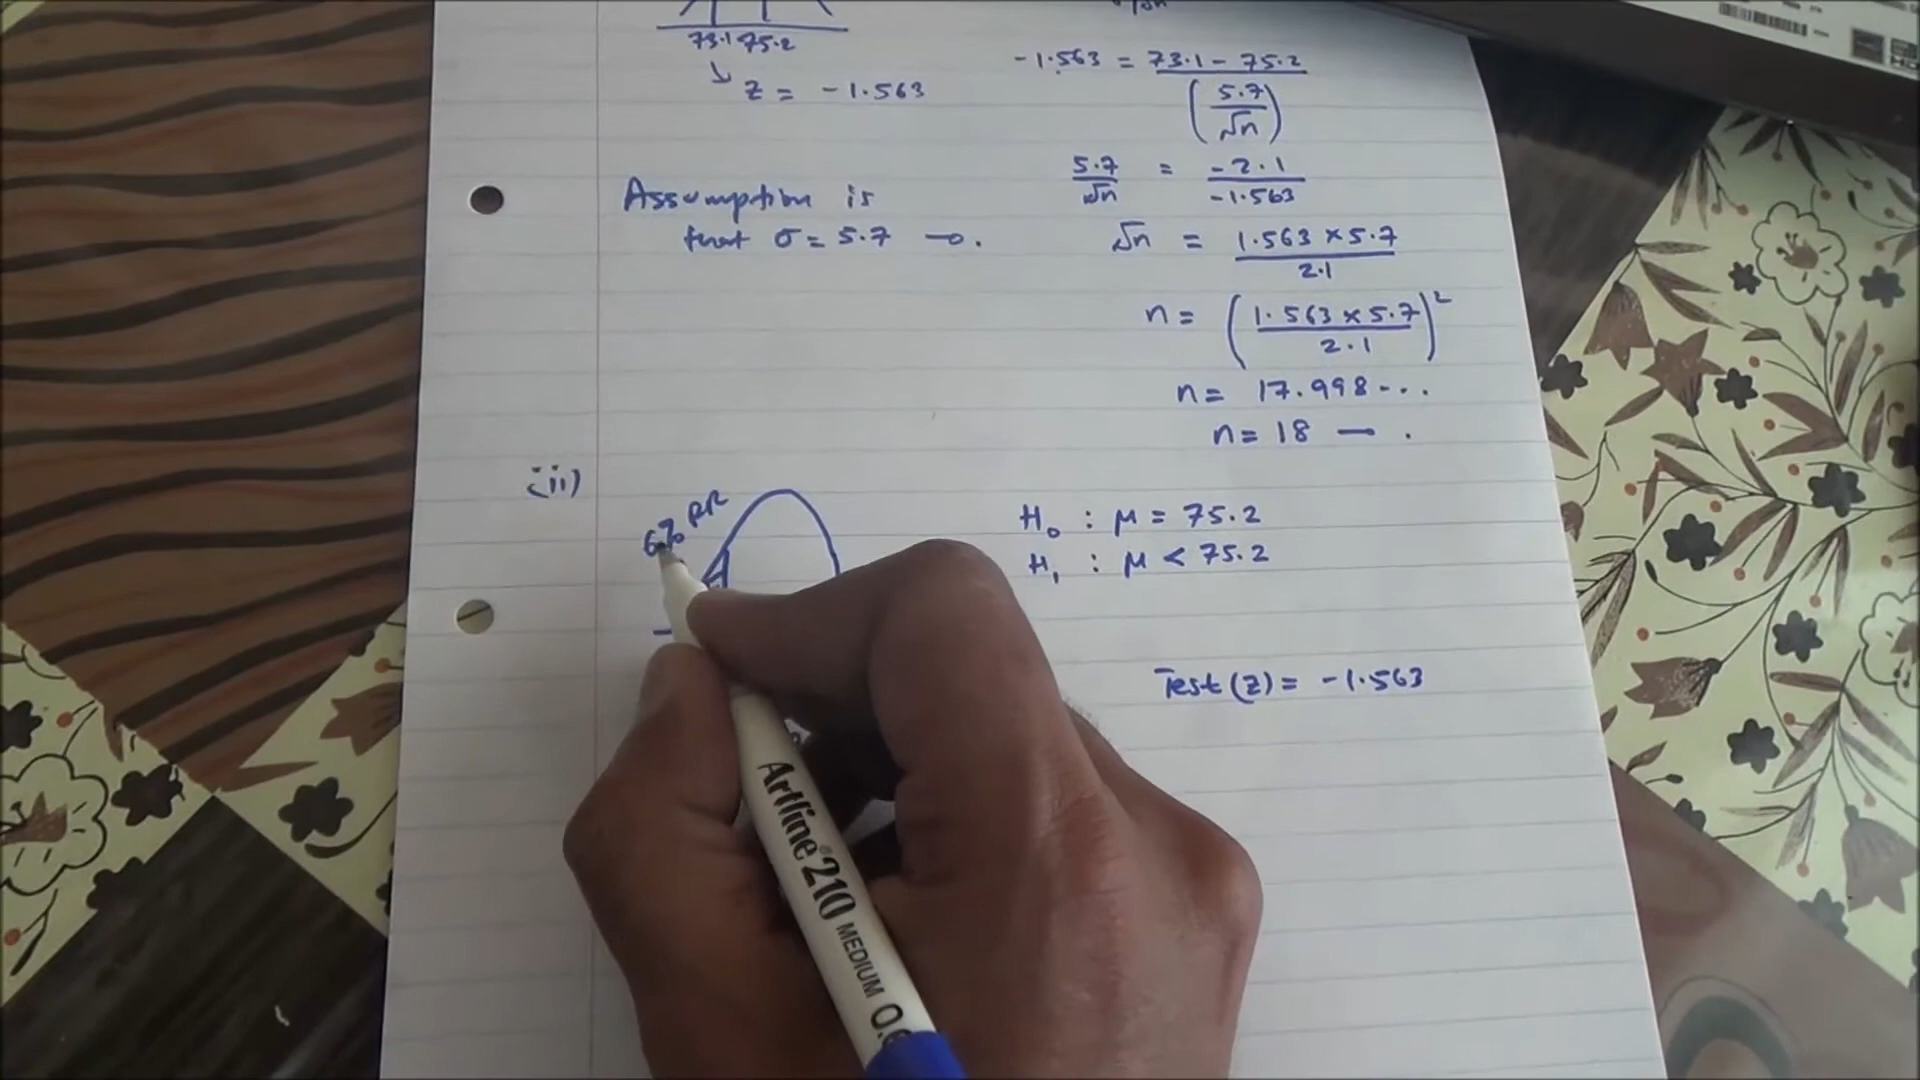 73.1 75.2
z = -1.563
Assumption is
that σ = 5.7
-1.563 = 73.1 - 75.2
(5.7/√n)
5.7/√n = -2.1/-1.563
√n = 1.563 × 5.7/2.1
n = (1.563 × 5.7/2.1)²
n = 17.998...
n = 18
(ii)
6% RR
H₀ : μ = 75.2
H₁ : μ < 75.2
Test (z) = -1.563
Artline 210 MEDIUM